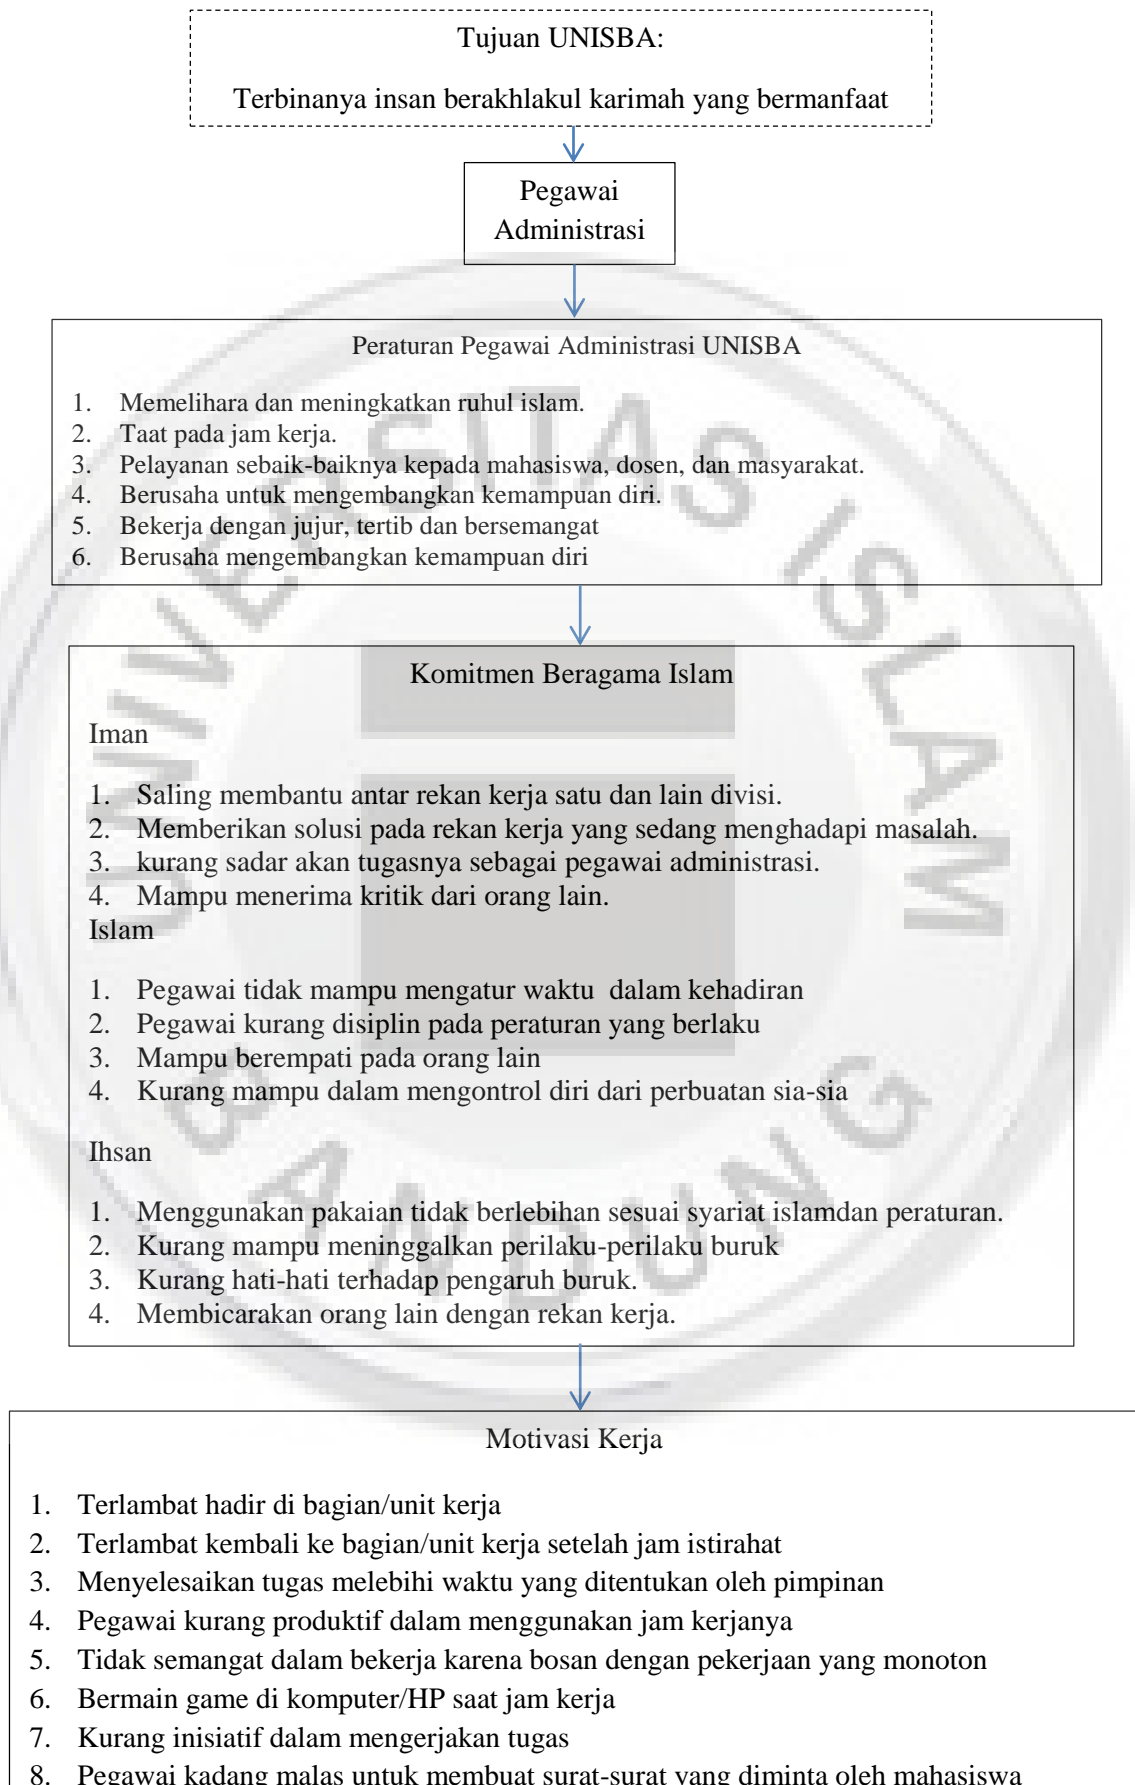 Tujuan UNISBA:
Terbinanya insan berakhlakul karimah yang bermanfaat
Pegawai
Administrasi
Peraturan Pegawai Administrasi UNISBA
1. Memelihara dan meningkatkan ruhul islam.
2. Taat pada jam kerja.
3. Pelayanan sebaik-baiknya kepada mahasiswa, dosen, dan masyarakat.
4. Berusaha untuk mengembangkan kemampuan diri.
5. Bekerja dengan jujur, tertib dan bersemangat
6. Berusaha mengembangkan kemampuan diri
Komitmen Beragama Islam
Iman
1. Saling membantu antar rekan kerja satu dan lain divisi.
2. Memberikan solusi pada rekan kerja yang sedang menghadapi masalah.
3. kurang sadar akan tugasnya sebagai pegawai administrasi.
4. Mampu menerima kritik dari orang lain.
Islam
1. Pegawai tidak mampu mengatur waktu  dalam kehadiran
2. Pegawai kurang disiplin pada peraturan yang berlaku
3. Mampu berempati pada orang lain
4. Kurang mampu dalam mengontrol diri dari perbuatan sia-sia
Ihsan
1. Menggunakan pakaian tidak berlebihan sesuai syariat islamdan peraturan.
2. Kurang mampu meninggalkan perilaku-perilaku buruk
3. Kurang hati-hati terhadap pengaruh buruk.
4. Membicarakan orang lain dengan rekan kerja.
Motivasi Kerja
1. Terlambat hadir di bagian/unit kerja
2. Terlambat kembali ke bagian/unit kerja setelah jam istirahat
3. Menyelesaikan tugas melebihi waktu yang ditentukan oleh pimpinan
4. Pegawai kurang produktif dalam menggunakan jam kerjanya
5. Tidak semangat dalam bekerja karena bosan dengan pekerjaan yang monoton
6. Bermain game di komputer/HP saat jam kerja
7. Kurang inisiatif dalam mengerjakan tugas
8. Pegawai kadang malas untuk membuat surat-surat yang diminta oleh mahasiswa
UNIVERSITAS ISLAM
BANDUNG